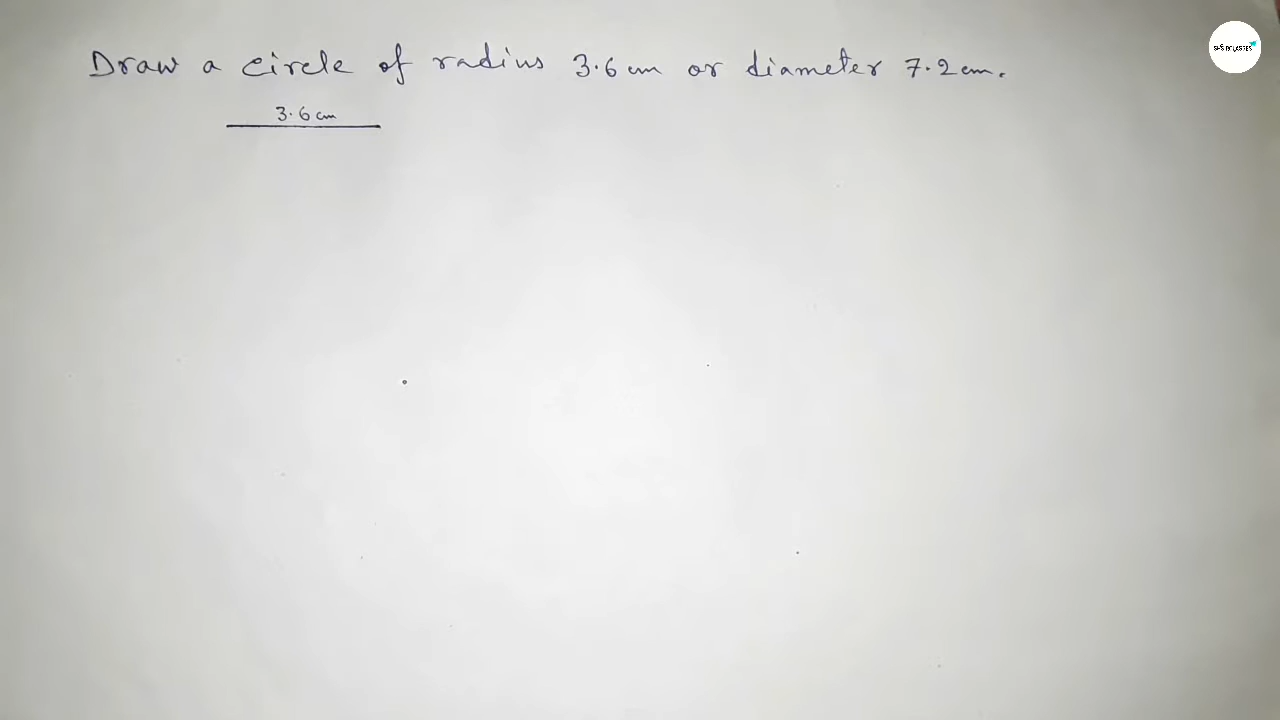 Draw a circle of radius 3.6 cm or diameter 7.2 cm.
3.6 cm